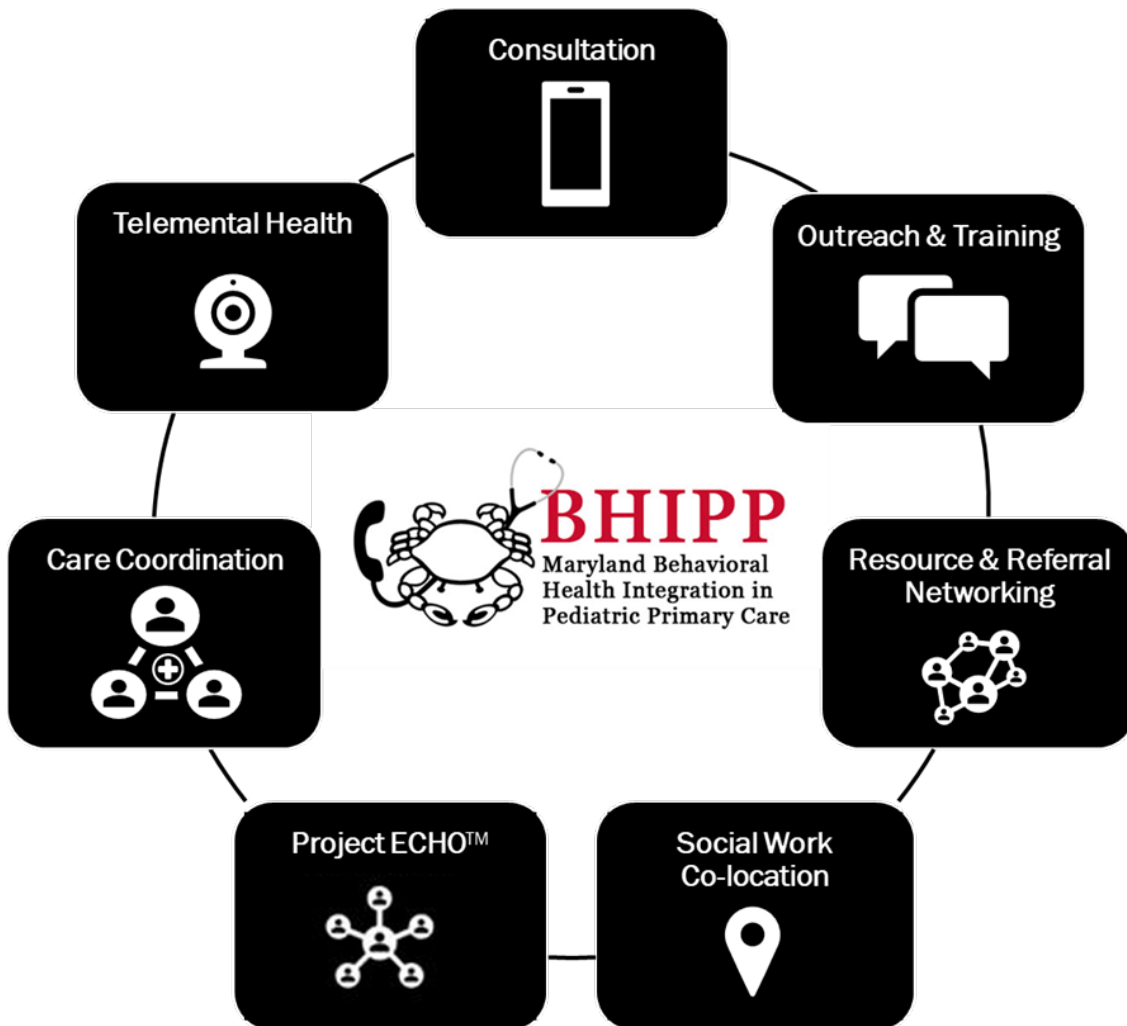 Consultation
Outreach & Training
Resource & Referral
Networking
Social Work
Co-location
Project ECHO™
Care Coordination
Telemental Health
BHIPP
Maryland Behavioral
Health Integration in
Pediatric Primary Care